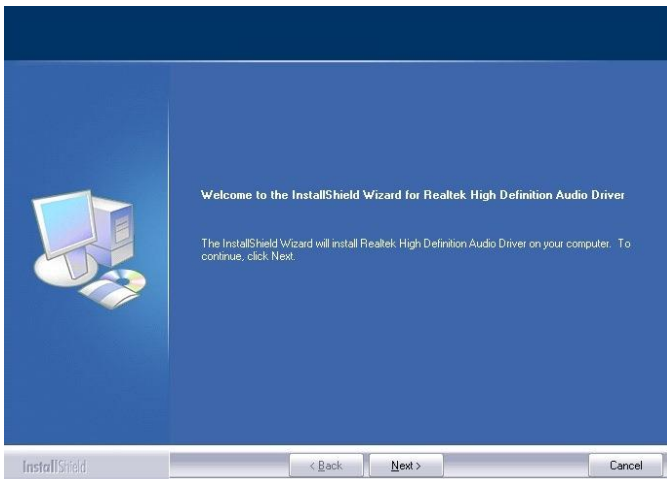 Welcome to the InstallShield Wizard for Realtek High Definition Audio Driver
The InstallShield Wizard will install Realtek High Definition Audio Driver on your computer. To
continue, click Next.
InstallShield
< Back
Next >
Cancel